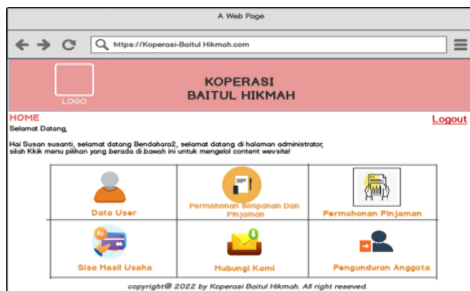 A Web Page
https://Koperasi-Baitul Hikmah.com
KOPERASI
BAITUL HIKMAH
LOGO
HOME
Logout
Selamat Datang,
Hai Susan susanti, selamat datang Bendahara2, selamat datang di halaman administrator,
silah Kkik menu pilihan yang berada di bawah ini untuk mengelol content wevsite!
Data User
Permohonan Simpanan Dan
Pinjaman
Permohonan Pinjaman
Sisa Hasil Usaha
Hubungi Kami
Pengunduran Anggota
copyright@ 2022 by Koperasi Baitul Hikmah. All right reseved.